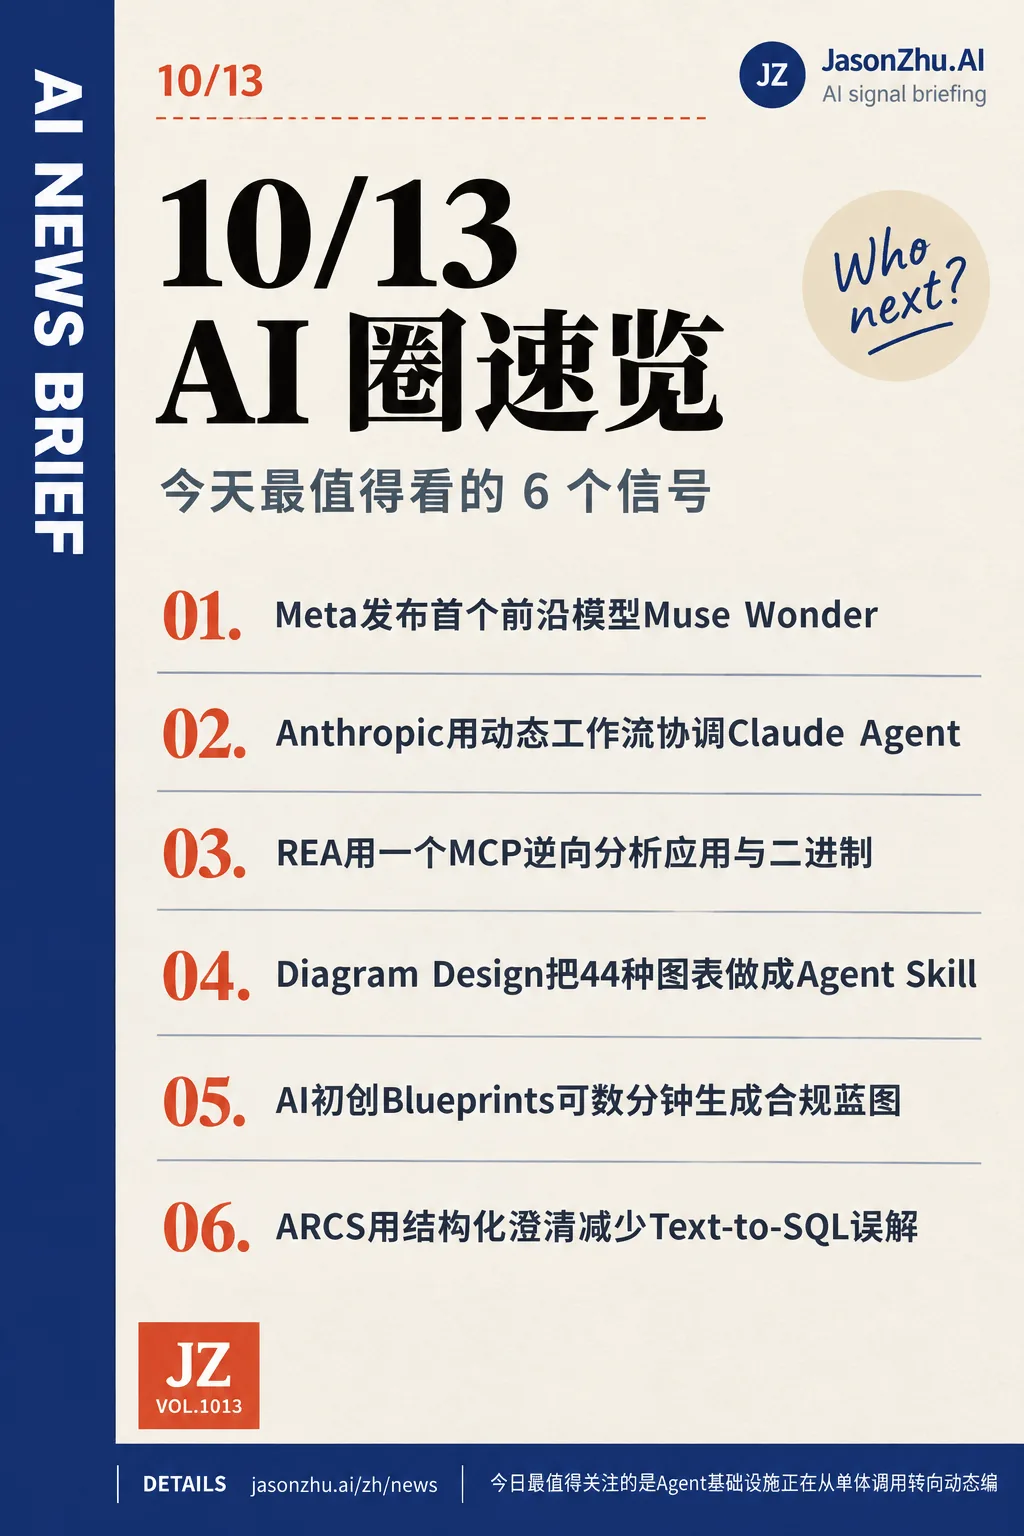 AI NEWS BRIEF
10/13
JZ
JasonZhu.AI
AI signal briefing
10/13
AI 圈速览
Who
next?
今天最值得看的 6 个信号
01. Meta发布首个前沿模型Muse Wonder
02. Anthropic用动态工作流协调Claude Agent
03. REA用一个MCP逆向分析应用与二进制
04. Diagram Design把44种图表做成Agent Skill
05. AI初创Blueprints可数分钟生成合规蓝图
06. ARCS用结构化澄清减少Text-to-SQL误解
JZ
VOL.1013
DETAILS jasonzhu.ai/zh/news 今日最值得关注的是Agent基础设施正在从单体调用转向动态编